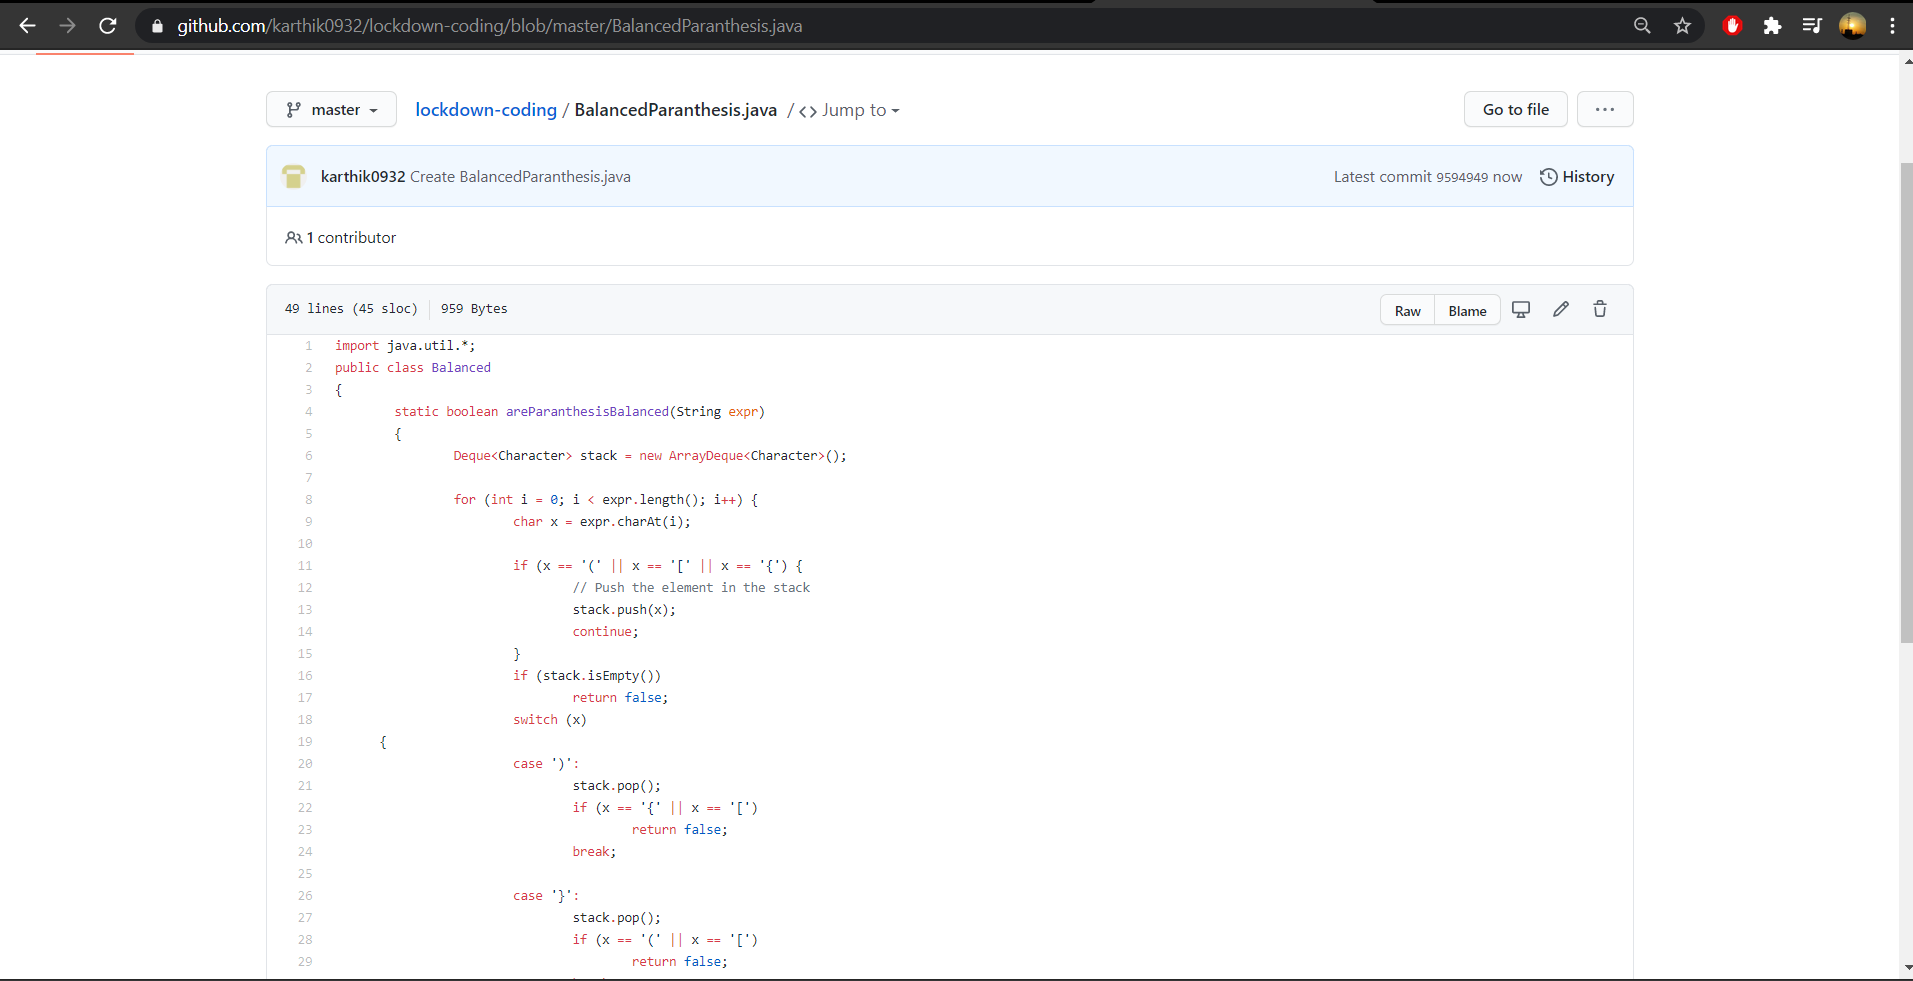 github.com/karthik0932/lockdown-coding/blob/master/BalancedParanthesis.java
master
lockdown-coding / BalancedParanthesis.java / <> Jump to
Go to file
...
karthik0932 Create BalancedParanthesis.java
Latest commit 9594949 now
History
1 contributor
49 lines (45 sloc) 959 Bytes
Raw
Blame
1 import java.util.*;
2 public class Balanced
3 {
4 static boolean areParanthesisBalanced(String expr)
5 {
6 Deque<Character> stack = new ArrayDeque<Character>();
7
8 for (int i = 0; i < expr.length(); i++) {
9 char x = expr.charAt(i);
10
11 if (x == '(' || x == '[' || x == '{') {
12 // Push the element in the stack
13 stack.push(x);
14 continue;
15 }
16 if (stack.isEmpty())
17 return false;
18 switch (x)
19 {
20 case ')':
21 stack.pop();
22 if (x == '{' || x == '[')
23 return false;
24 break;
25
26 case '}':
27 stack.pop();
28 if (x == '(' || x == '[')
29 return false;